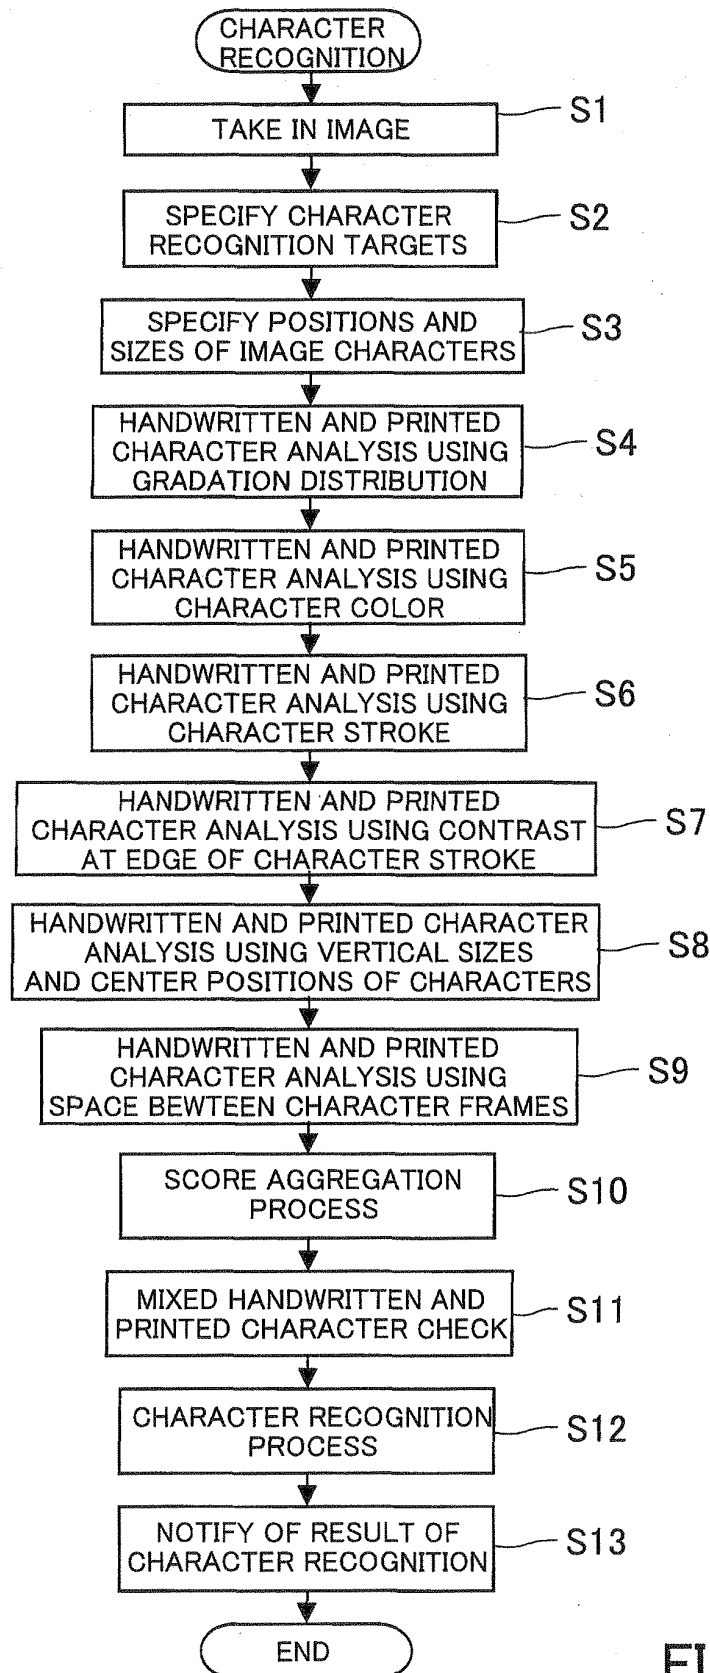 CHARACTER
RECOGNITION
TAKE IN IMAGE
S1
SPECIFY CHARACTER
RECOGNITION TARGETS
S2
SPECIFY POSITIONS AND
SIZES OF IMAGE CHARACTERS
S3
HANDWRITTEN AND PRINTED
CHARACTER ANALYSIS USING
GRADATION DISTRIBUTION
S4
HANDWRITTEN AND PRINTED
CHARACTER ANALYSIS USING
CHARACTER COLOR
S5
HANDWRITTEN AND PRINTED
CHARACTER ANALYSIS USING
CHARACTER STROKE
S6
HANDWRITTEN AND PRINTED
CHARACTER ANALYSIS USING CONTRAST
AT EDGE OF CHARACTER STROKE
S7
HANDWRITTEN AND PRINTED CHARACTER
ANALYSIS USING VERTICAL SIZES
AND CENTER POSITIONS OF CHARACTERS
S8
HANDWRITTEN AND PRINTED
CHARACTER ANALYSIS USING
SPACE BEWTEEN CHARACTER FRAMES
S9
SCORE AGGREGATION
PROCESS
S10
MIXED HANDWRITTEN AND
PRINTED CHARACTER CHECK
S11
CHARACTER RECOGNITION
PROCESS
S12
NOTIFY OF RESULT OF
CHARACTER RECOGNITION
S13
END